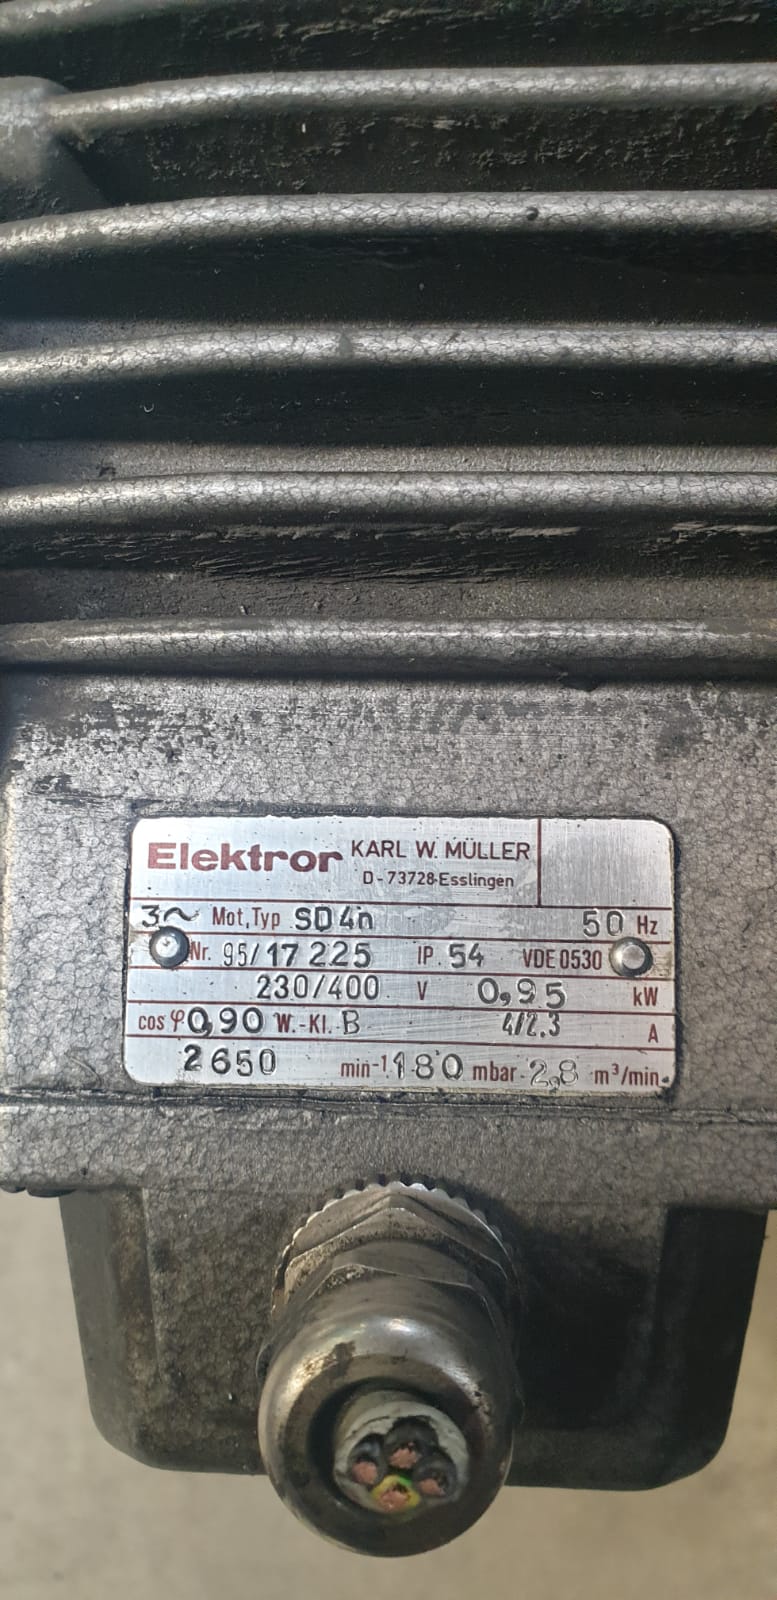 Elektror KARL W. MÜLLER
D-73728 Esslingen
3~ Mot.Typ SD4n 50 Hz
Nr. 95/17 225 IP. 54 VDE 0530
230/400 V 0,95 kW
cos φ 0,90 W.-Kl. B 4/2.3 A
2650 min-1 180 mbar 2,8 m³/min.